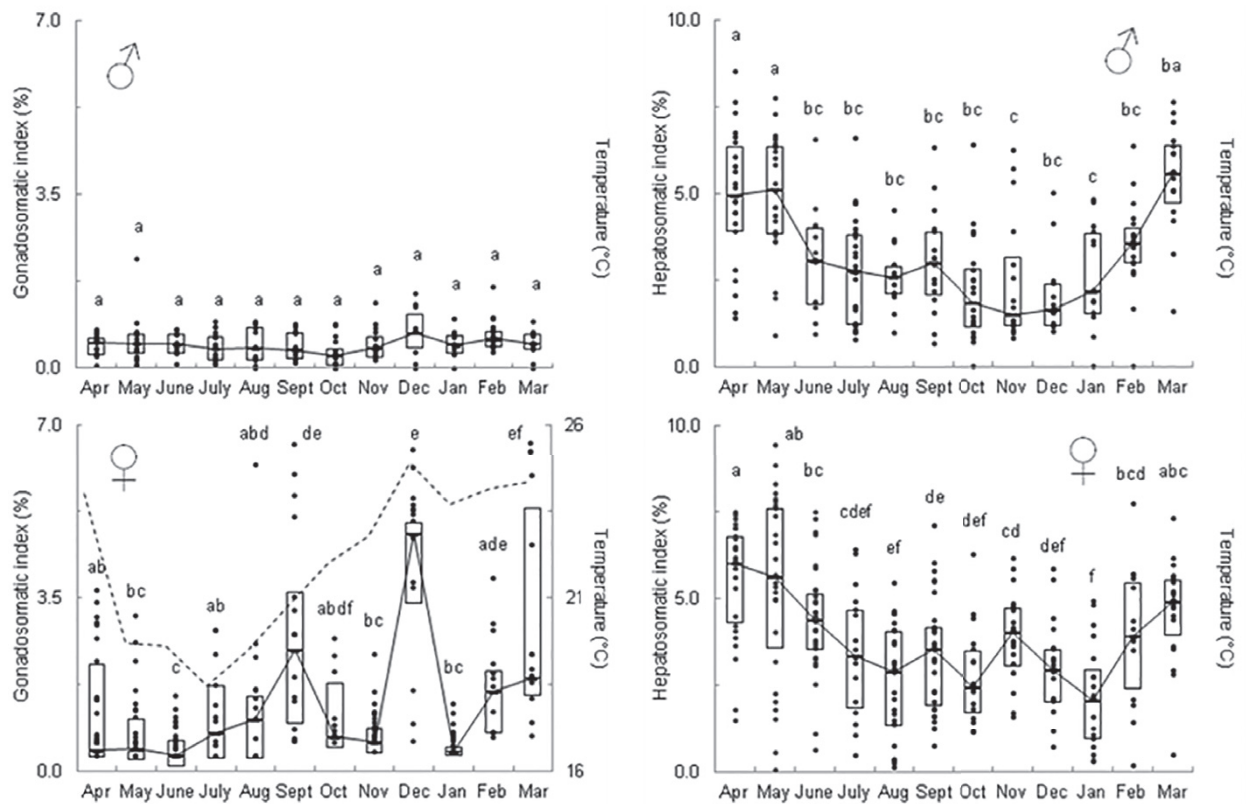 7.0
3.5
0.0
Gonadosomatic index (%)
Temperature (°C)
a a a a a a a a a a a a
Apr May June July Aug Sept Oct Nov Dec Jan Feb Mar
10.0
5.0
0.0
Hepatosomatic index (%)
Temperature (°C)
a a bc bc bc bc bc c bc c bc ba
Apr May June July Aug Sept Oct Nov Dec Jan Feb Mar
7.0
3.5
0.0
Gonadosomatic index (%)
26
21
16
Temperature (°C)
ab bc c ab abd de abdf bc e bc ade ef
Apr May June July Aug Sept Oct Nov Dec Jan Feb Mar
10.0
5.0
0.0
Hepatosomatic index (%)
Temperature (°C)
a ab bc cdef ef de def cd def f bcd abc
Apr May June July Aug Sept Oct Nov Dec Jan Feb Mar